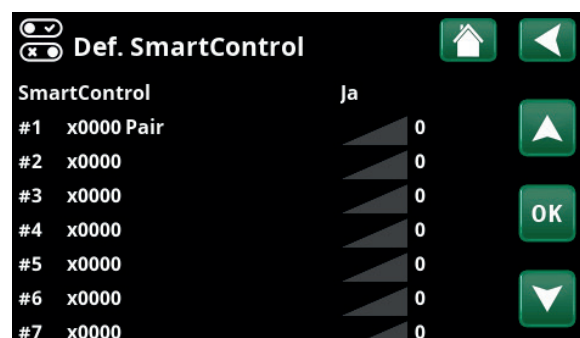 Def. SmartControl
SmartControl Ja
#1 x0000 Pair 0
#2 x0000 0
#3 x0000 0
#4 x0000 0
OK
#5 x0000 0
#6 x0000 0
#7 x0000 0